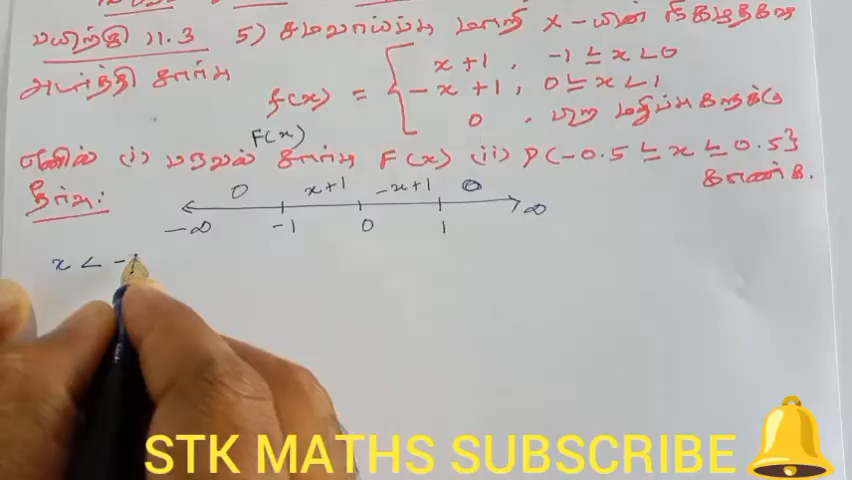 பயிற்சி 11.3 5) சமவாய்ப்பு மாறி X-யின் நிகழ்தகவு
அடர்த்தி சார்பு
f(x) = { x+1, -1 ≤ x < 0
-x+1, 0 ≤ x < 1
0, பிற மதிப்புகளுக்கு
F(x)
எனில் (i) பரவல் சார்பு F(x) (ii) P(-0.5 ≤ x ≤ 0.5}
காண்க.
தீர்வு:
0 x+1 -x+1 0
-∞ -1 0 1 ∞
x < -1
STK MATHS SUBSCRIBE